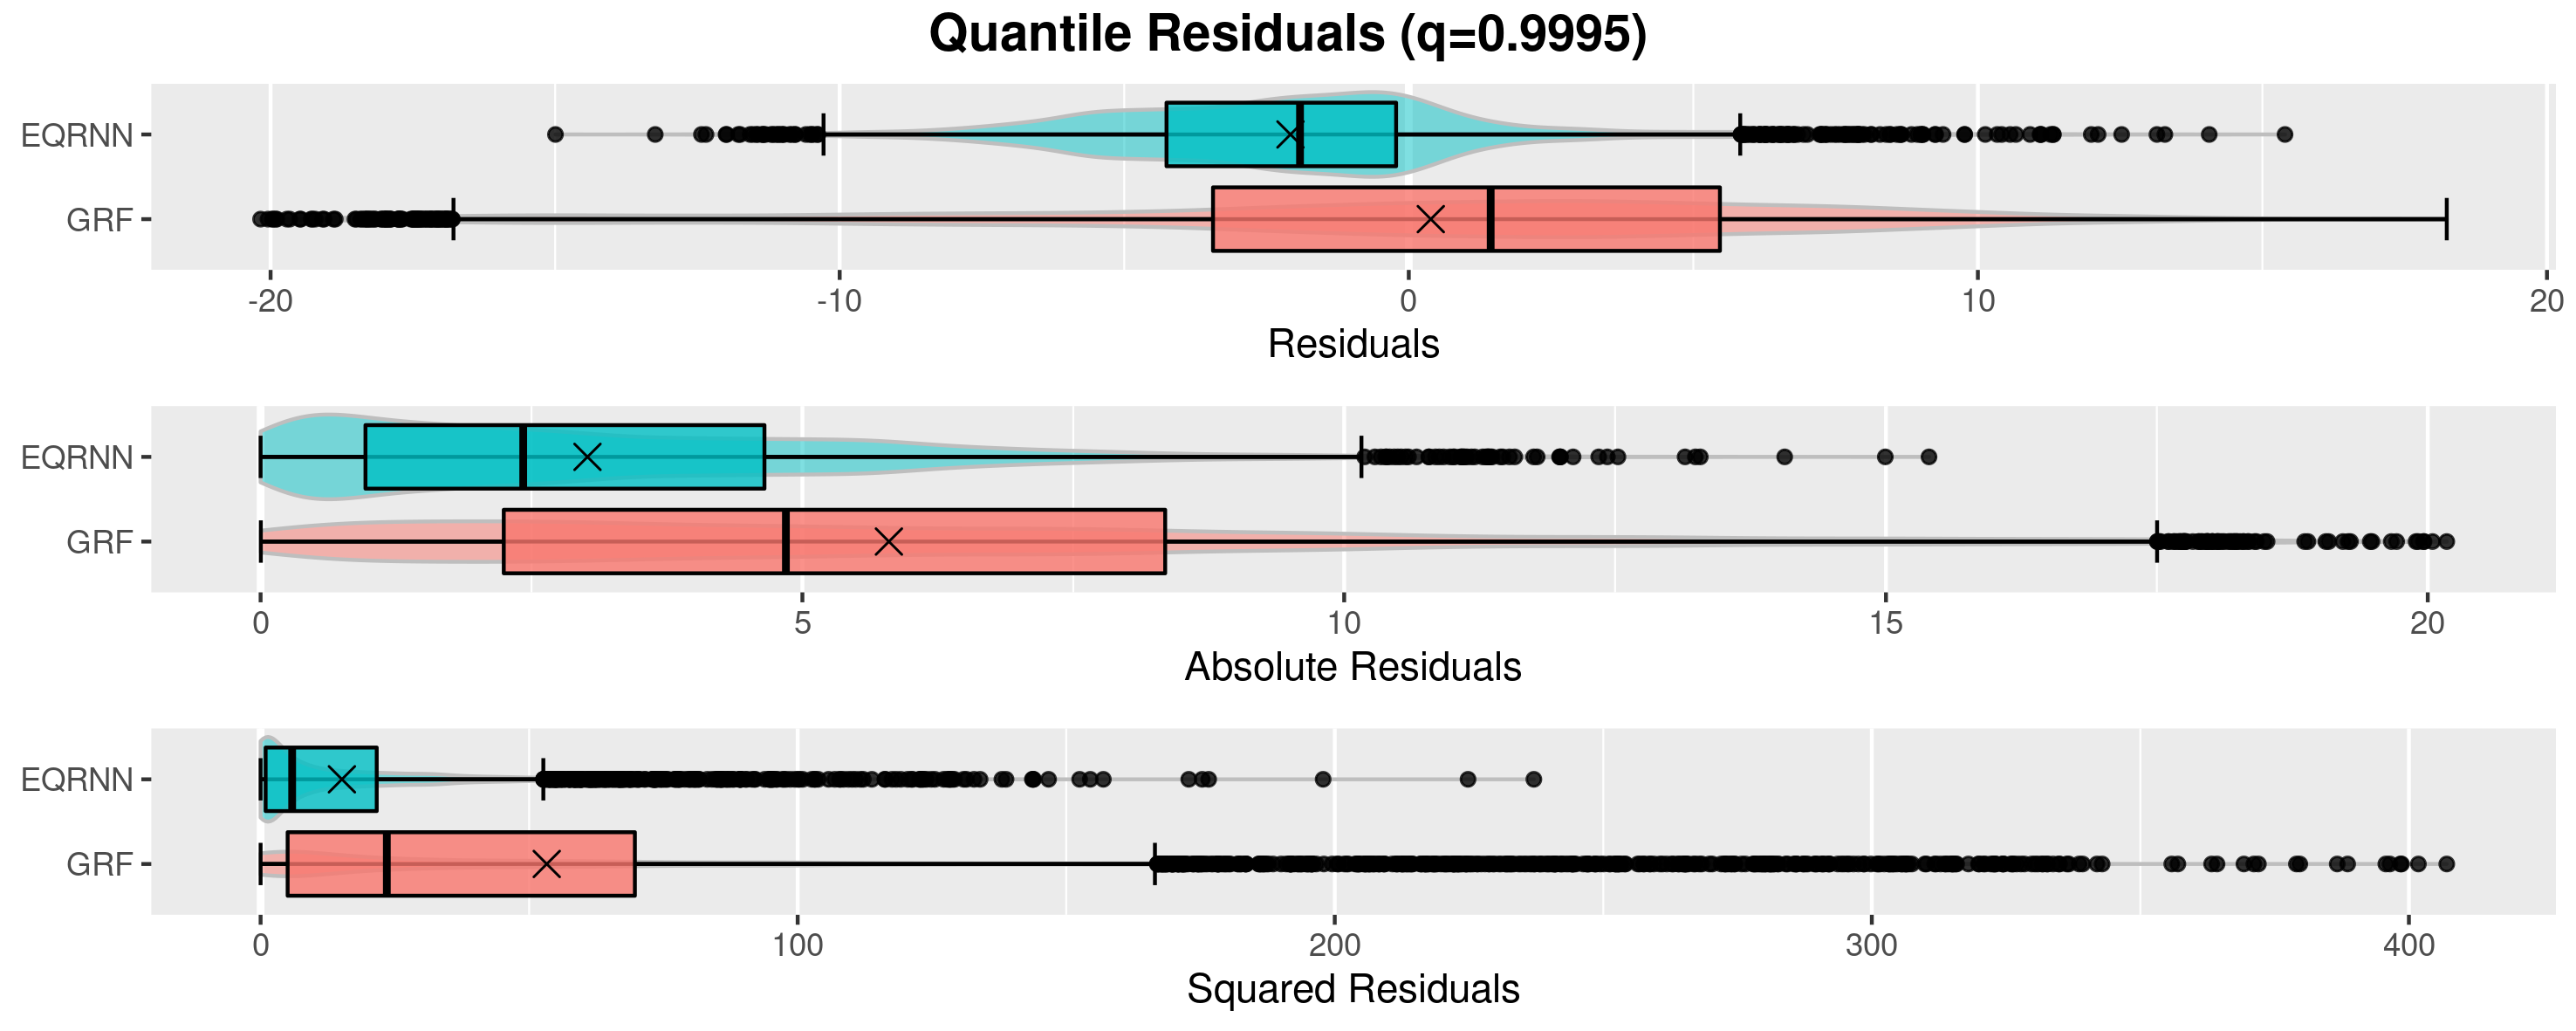 Quantile Residuals (q=0.9995)
EQRNN
GRF
-20 -10 0 10 20
Residuals
EQRNN
GRF
0 5 10 15 20
Absolute Residuals
EQRNN
GRF
0 100 200 300 400
Squared Residuals